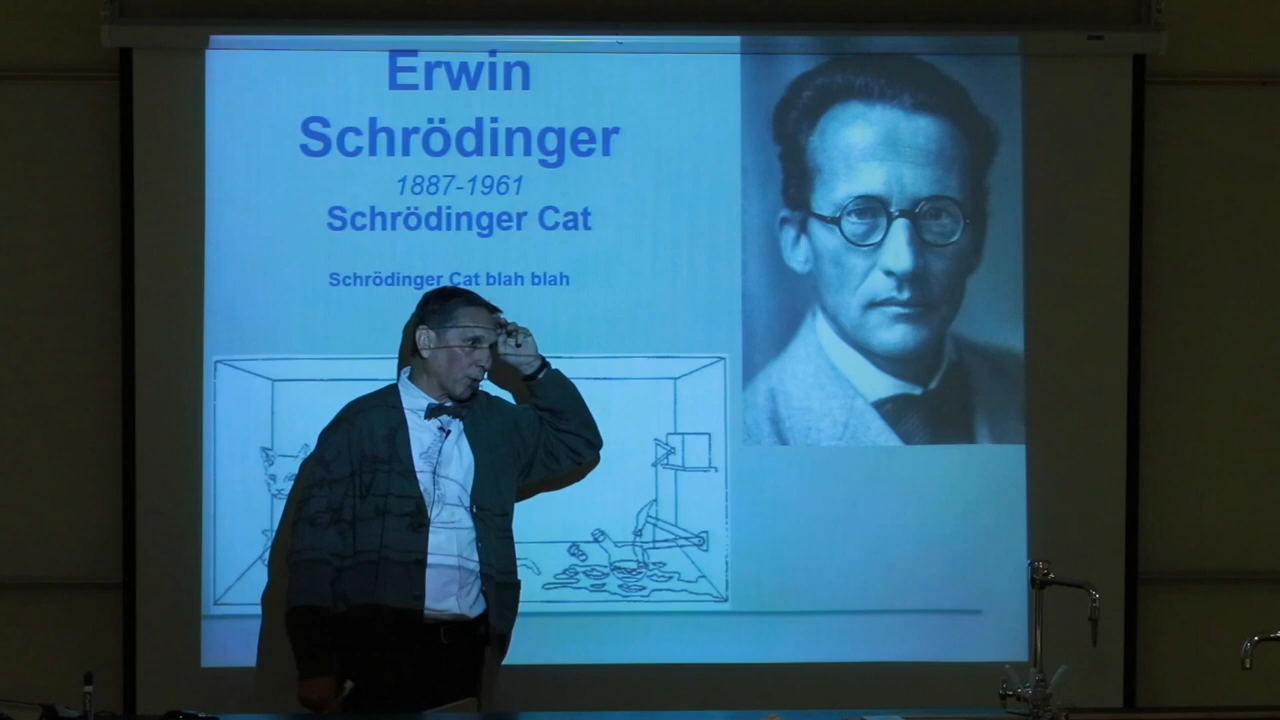 Erwin
Schrödinger
1887-1961
Schrödinger Cat
Schrödinger Cat blah blah